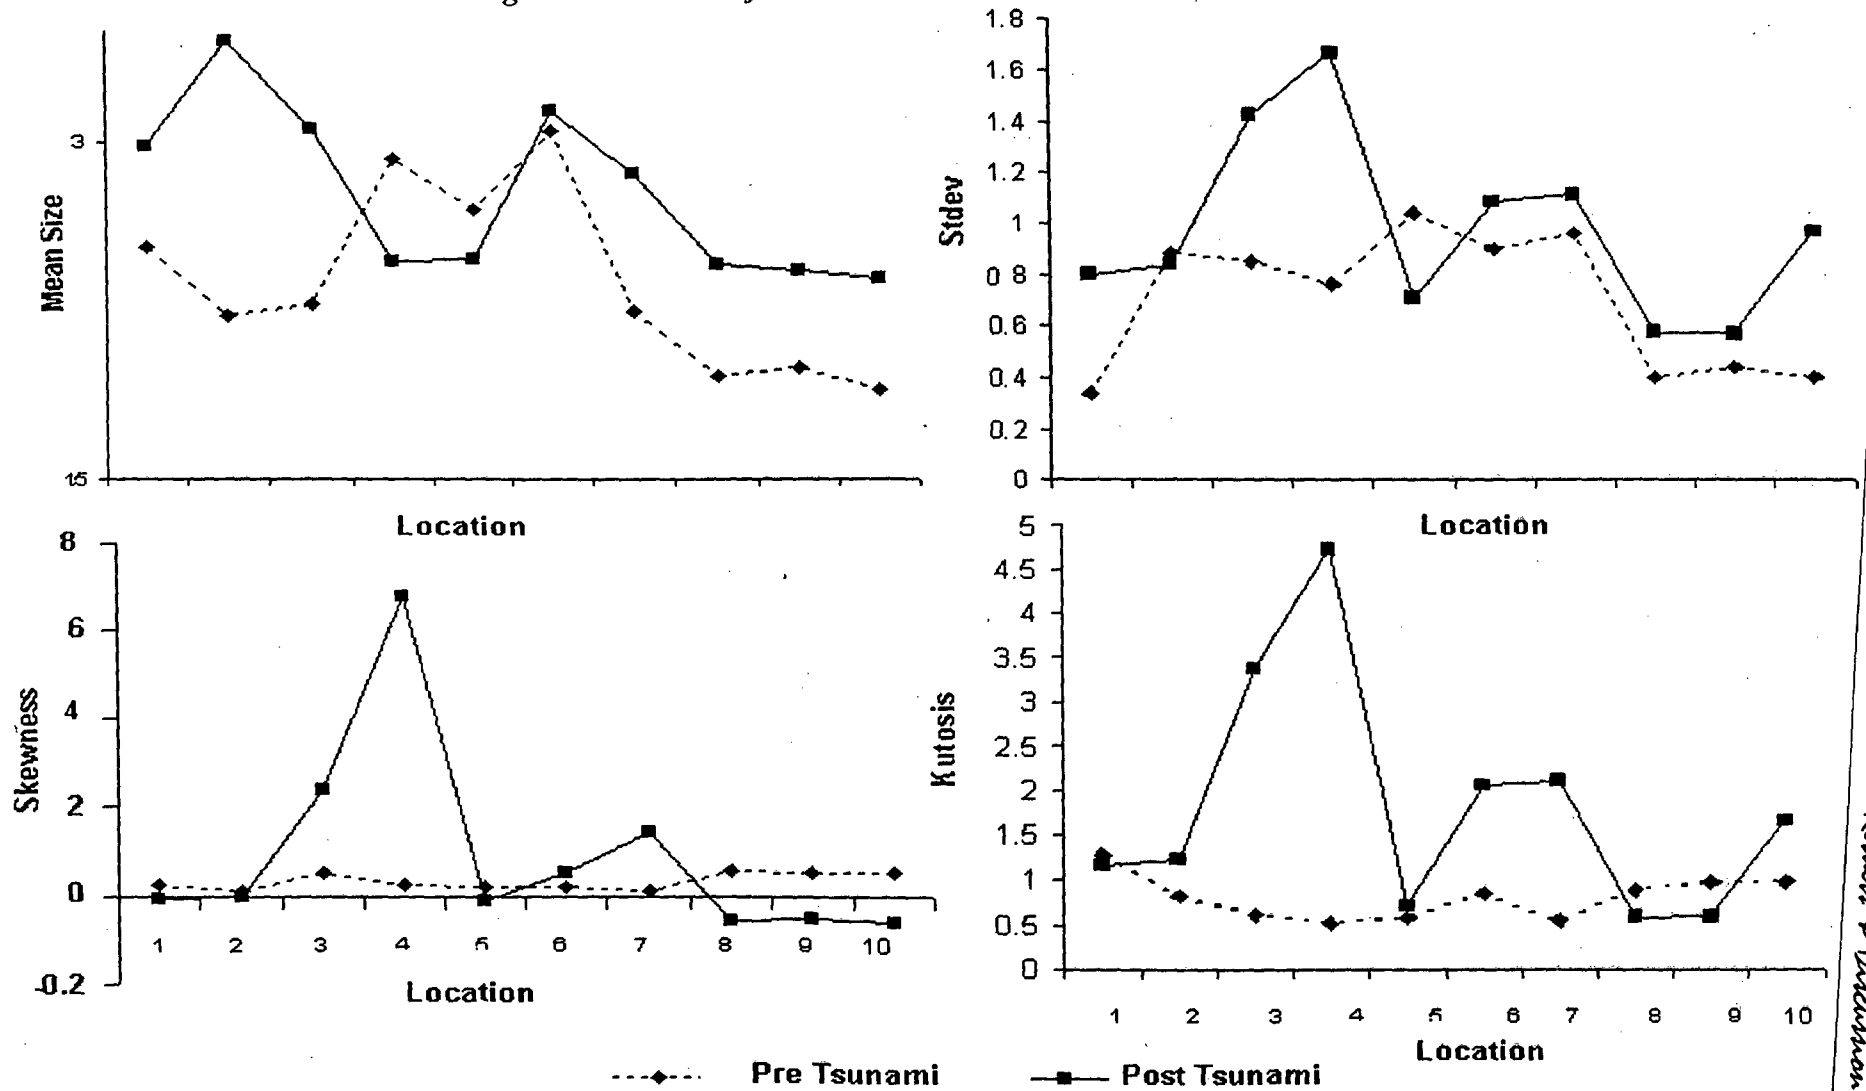 3
Mean Size
15
Location
1.8
1.6
1.4
1.2
1
0 8
0.6
0.4
0.2
0
Stdev
Location
8
6
4
2
0
-0.2
Skewness
1 2 3 4 5 6 7 8 9 10
Location
5
4.5
4
3.5
3
2.5
2
1.5
1
0.5
0
Kutosis
1 2 3 4 5 6 7 8 9 10
Location
Pre Tsunami
Post Tsunami